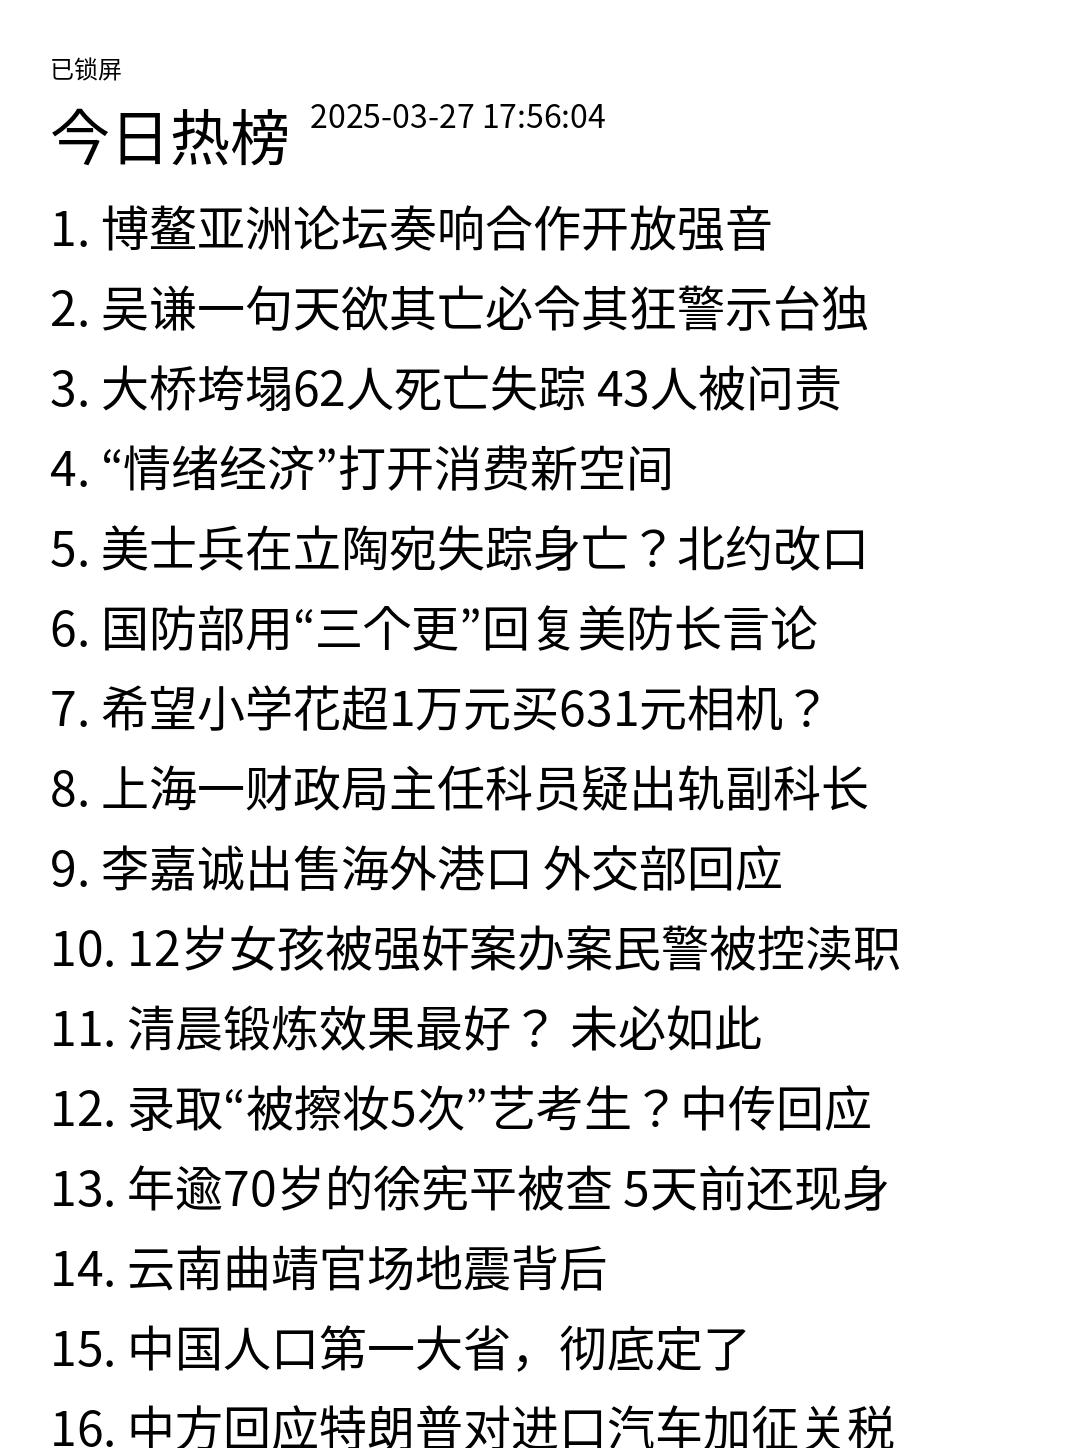 已锁屏
今日热榜 2025-03-27 17:56:04
1. 博鳌亚洲论坛奏响合作开放强音
2. 吴谦一句天欲其亡必令其狂警示台独
3. 大桥垮塌62人死亡失踪 43人被问责
4. “情绪经济”打开消费新空间
5. 美士兵在立陶宛失踪身亡？北约改口
6. 国防部用“三个更”回复美防长言论
7. 希望小学花超1万元买631元相机？
8. 上海一财政局主任科员疑出轨副科长
9. 李嘉诚出售海外港口 外交部回应
10. 12岁女孩被强奸案办案民警被控渎职
11. 清晨锻炼效果最好？ 未必如此
12. 录取“被擦妆5次”艺考生？中传回应
13. 年逾70岁的徐宪平被查 5天前还现身
14. 云南曲靖官场地震背后
15. 中国人口第一大省，彻底定了
16. 中方回应特朗普对进口汽车加征关税